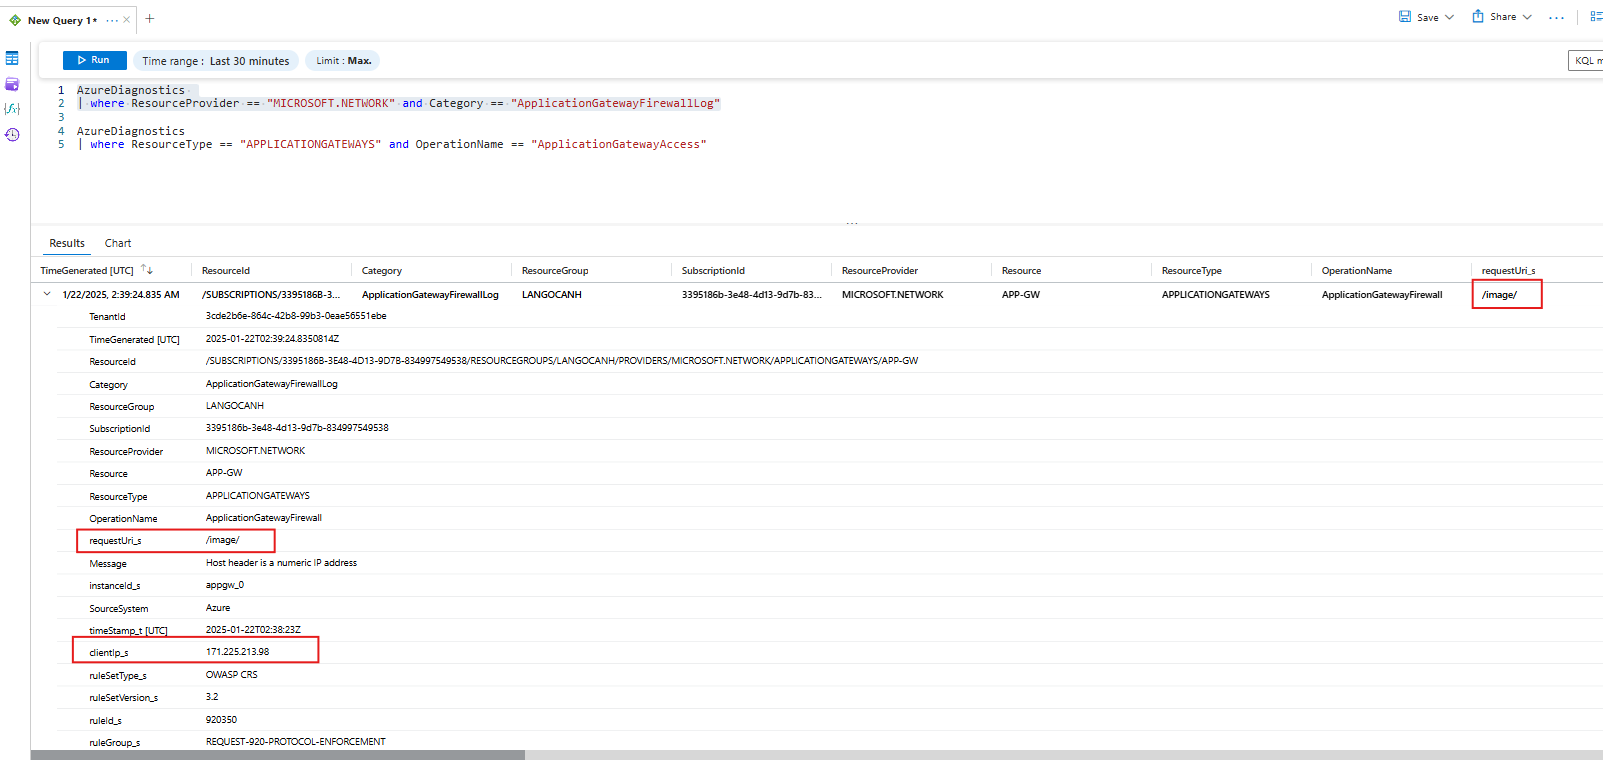 New Query 1*
Save
Share
Run
Time range : Last 30 minutes
Limit : Max.
KQL m
1 AzureDiagnostics
2 | where ResourceProvider == "MICROSOFT.NETWORK" and Category == "ApplicationGatewayFirewallLog"
3
4 AzureDiagnostics
5 | where ResourceType == "APPLICATIONGATEWAYS" and OperationName == "ApplicationGatewayAccess"
Results Chart
TimeGenerated [UTC] ResourceId Category ResourceGroup SubscriptionId ResourceProvider Resource ResourceType OperationName requestUri_s
1/22/2025, 2:39:24.835 AM /SUBSCRIPTIONS/3395186B-3... ApplicationGatewayFirewallLog LANGOCANH 3395186b-3e48-4d13-9d7b-83... MICROSOFT.NETWORK APP-GW APPLICATIONGATEWAYS ApplicationGatewayFirewall /image/
TenantId 3cde2b6e-864c-42b8-99b3-0eae56551ebe
TimeGenerated [UTC] 2025-01-22T02:39:24.8350814Z
ResourceId /SUBSCRIPTIONS/3395186B-3E48-4D13-9D7B-834997549538/RESOURCEGROUPS/LANGOCANH/PROVIDERS/MICROSOFT.NETWORK/APPLICATIONGATEWAYS/APP-GW
Category ApplicationGatewayFirewallLog
ResourceGroup LANGOCANH
SubscriptionId 3395186b-3e48-4d13-9d7b-834997549538
ResourceProvider MICROSOFT.NETWORK
Resource APP-GW
ResourceType APPLICATIONGATEWAYS
OperationName ApplicationGatewayFirewall
requestUri_s /image/
Message Host header is a numeric IP address
instanceId_s appgw_0
SourceSystem Azure
timeStamp_t [UTC] 2025-01-22T02:38:23Z
clientIp_s 171.225.213.98
ruleSetType_s OWASP CRS
ruleSetVersion_s 3.2
ruleId_s 920350
ruleGroup_s REQUEST-920-PROTOCOL-ENFORCEMENT